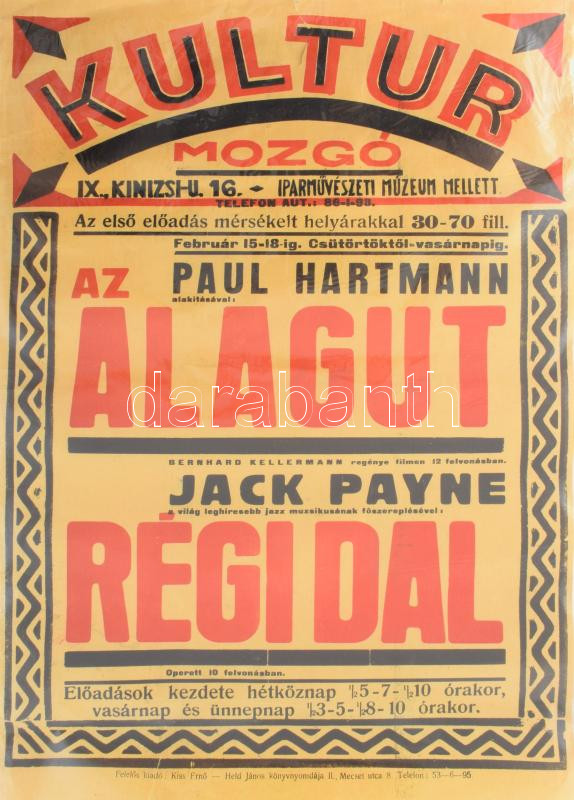 KULTUR
MOZGÓ
IX., KINIZSI-U. 16. - IPARMŰVÉSZETI MÚZEUM MELLETT
TELEFON AUT.: 86-1-93.
Az első előadás mérsékelt helyárakkal 30-70 fill.
Február 15-18-ig. Csütörtöktől-vasárnapig.
AZ PAUL HARTMANN
alakításával:
ALAGUT
darabanth
BERNHARD KELLERMANN regénye filmen 12 felvonásban.
JACK PAYNE
a világ leghíresebb jazz muzsikusának főszereplésével:
RÉGI DAL
Operett 10 felvonásban.
Előadások kezdete hétköznap ½5-7-½10 órakor,
vasárnap és ünnepnap ½3-5-½8-10 órakor.
Felelős kiadó: Kiss Ernő — Held János könyvnyomdája II., Mecset utca 8. Telefon: 53—6—95